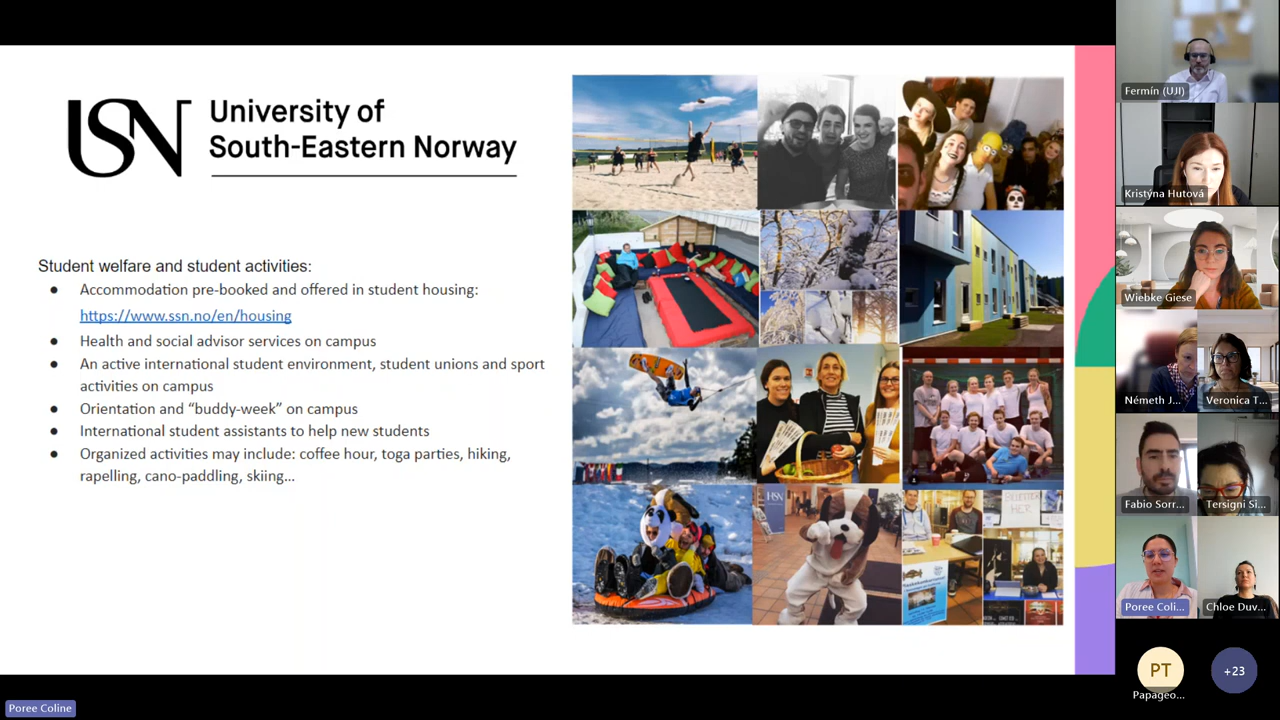 USN
University of
South-Eastern Norway
Student welfare and student activities:
● Accommodation pre-booked and offered in student housing:
https://www.ssn.no/en/housing
● Health and social advisor services on campus
● An active international student environment, student unions and sport
activities on campus
● Orientation and “buddy-week” on campus
● International student assistants to help new students
● Organized activities may include: coffee hour, toga parties, hiking,
rapelling, cano-paddling, skiing...
HSN
HER
Fermín (UJI)
Kristýna Hutová
Wiebke Giese
Németh J...
Veronica T...
Fabio Sorr...
Tersigni Si...
Poree Coli...
Chloe Duv...
PT
Papageo...
+23
Poree Coline